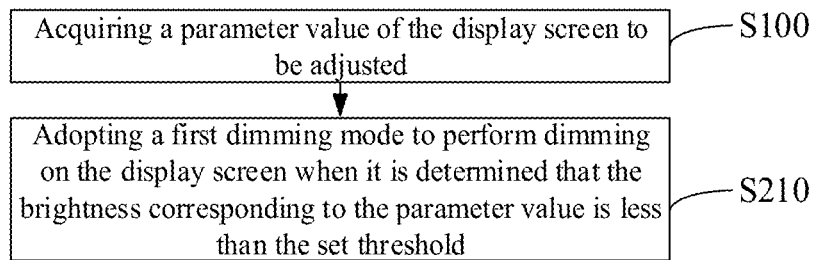 Acquiring a parameter value of the display screen to
be adjusted
S100
Adopting a first dimming mode to perform dimming
on the display screen when it is determined that the
brightness corresponding to the parameter value is less
than the set threshold
S210